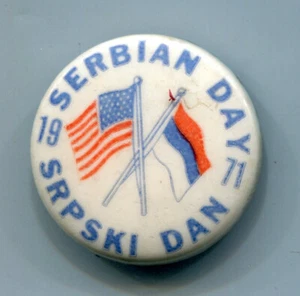 SERBIAN DAY
19 71
SRPSKI DAN